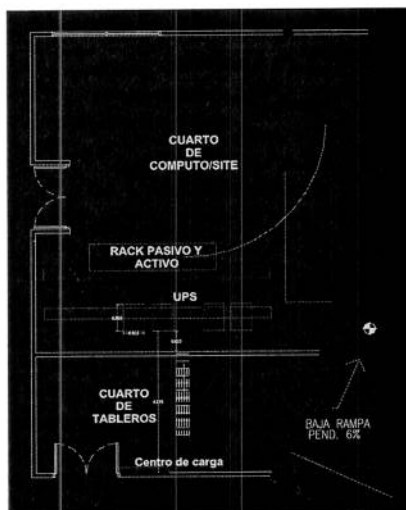 CUARTO
DE
COMPUTO/SITE
RACK PASIVO Y
ACTIVO
UPS
CUARTO
DE
TABLEROS
BAJA RAMPA
PEND. 6%
Centro de carga